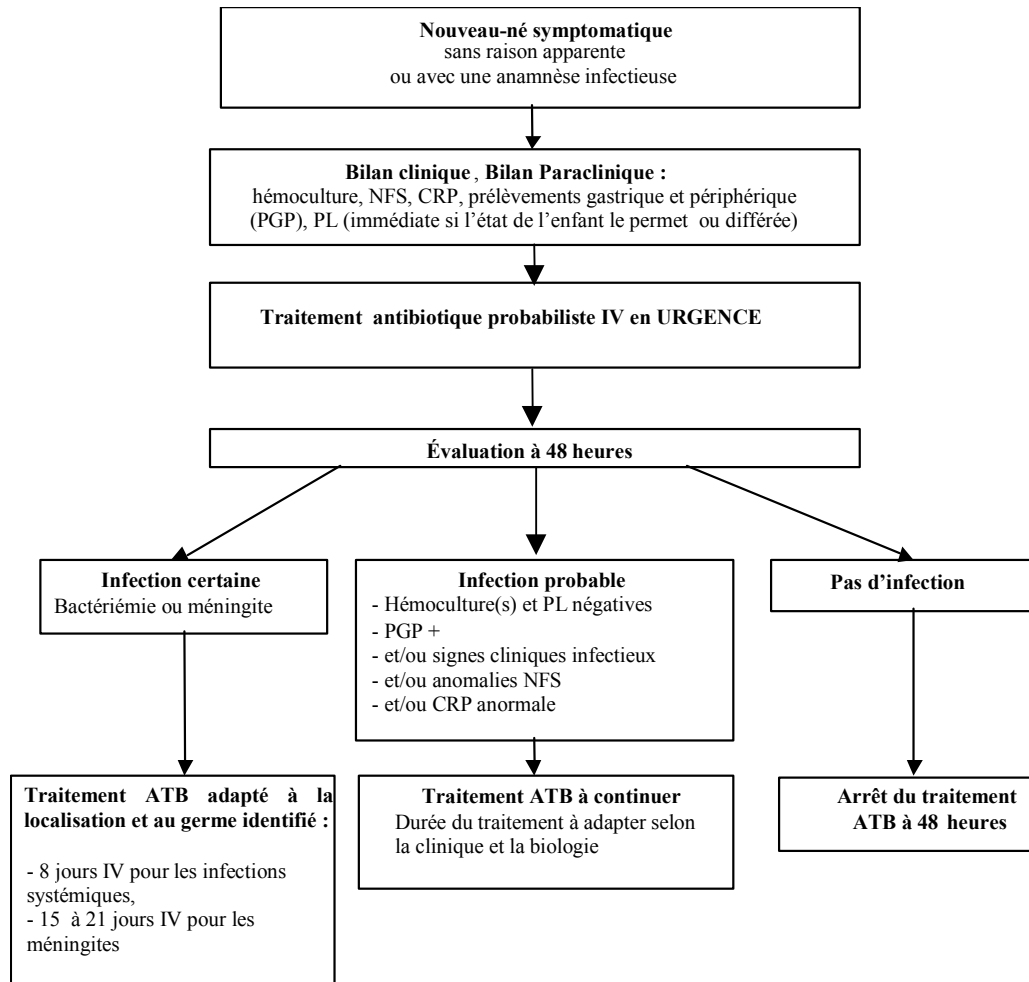 Nouveau-né symptomatique
sans raison apparente
ou avec une anamnèse infectieuse
Bilan clinique , Bilan Paraclinique :
hémoculture, NFS, CRP, prélèvements gastrique et périphérique
(PGP), PL (immédiate si l'état de l'enfant le permet ou différée)
Traitement antibiotique probabiliste IV en URGENCE
Évaluation à 48 heures
Infection certaine
Bactériémie ou méningite
Infection probable
- Hémoculture(s) et PL négatives
- PGP +
- et/ou signes cliniques infectieux
- et/ou anomalies NFS
- et/ou CRP anormale
Pas d'infection
Traitement ATB adapté à la
localisation et au germe identifié :
- 8 jours IV pour les infections
systémiques,
- 15 à 21 jours IV pour les
méningites
Traitement ATB à continuer
Durée du traitement à adapter selon
la clinique et la biologie
Arrêt du traitement
ATB à 48 heures